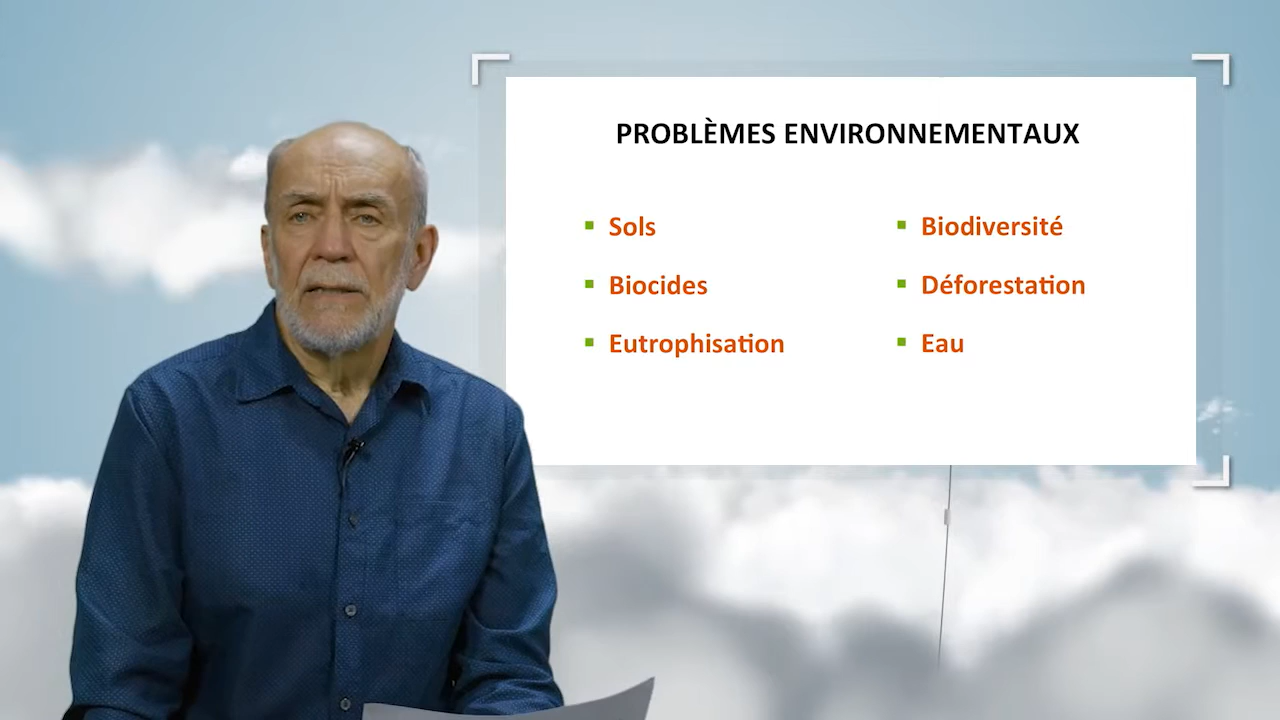 PROBLÈMES ENVIRONNEMENTAUX
Sols
Biocides
Eutrophisation
Biodiversité
Déforestation
Eau